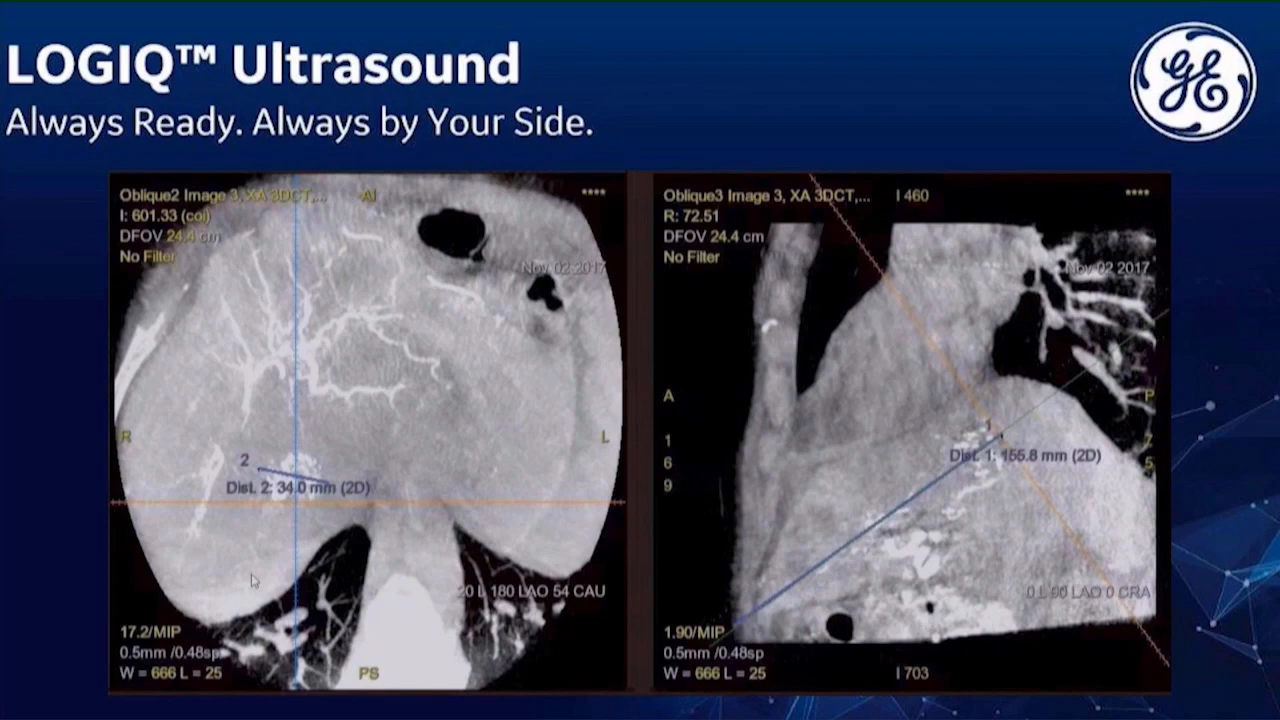 LOGIQ™ Ultrasound
Always Ready. Always by Your Side.
GE
Oblique2 Image 3, XA 3DCT,...
AI
****
I: 601.33 (coi)
DFOV 24.4 cm
No Filter
Nov 02 2017
R
L
2
Dist. 2: 34.0 mm (2D)
20 L 180 LAO 54 CAU
17.2/MIP
0.5mm /0.48sp
W = 666 L = 25
PS
Oblique3 Image 3, XA 3DCT,...
I 460
****
R: 72.51
DFOV 24.4 cm
No Filter
Nov 02 2017
A
1
6
9
P
7
5
1
Dist. 1: 155.8 mm (2D)
0 L 90 LAO 0 CRA
1.90/MIP
0.5mm /0.48sp
W = 666 L = 25
I 703